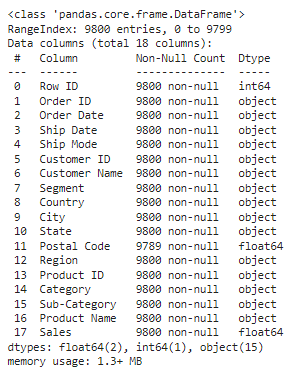 <class 'pandas.core.frame.DataFrame'>
RangeIndex: 9800 entries, 0 to 9799
Data columns (total 18 columns):
 #   Column         Non-Null Count  Dtype
---  ------         --------------  -----
 0   Row ID         9800 non-null   int64
 1   Order ID       9800 non-null   object
 2   Order Date     9800 non-null   object
 3   Ship Date      9800 non-null   object
 4   Ship Mode      9800 non-null   object
 5   Customer ID    9800 non-null   object
 6   Customer Name  9800 non-null   object
 7   Segment        9800 non-null   object
 8   Country        9800 non-null   object
 9   City           9800 non-null   object
 10  State          9800 non-null   object
 11  Postal Code    9789 non-null   float64
 12  Region         9800 non-null   object
 13  Product ID     9800 non-null   object
 14  Category       9800 non-null   object
 15  Sub-Category   9800 non-null   object
 16  Product Name   9800 non-null   object
 17  Sales          9800 non-null   float64
dtypes: float64(2), int64(1), object(15)
memory usage: 1.3+ MB